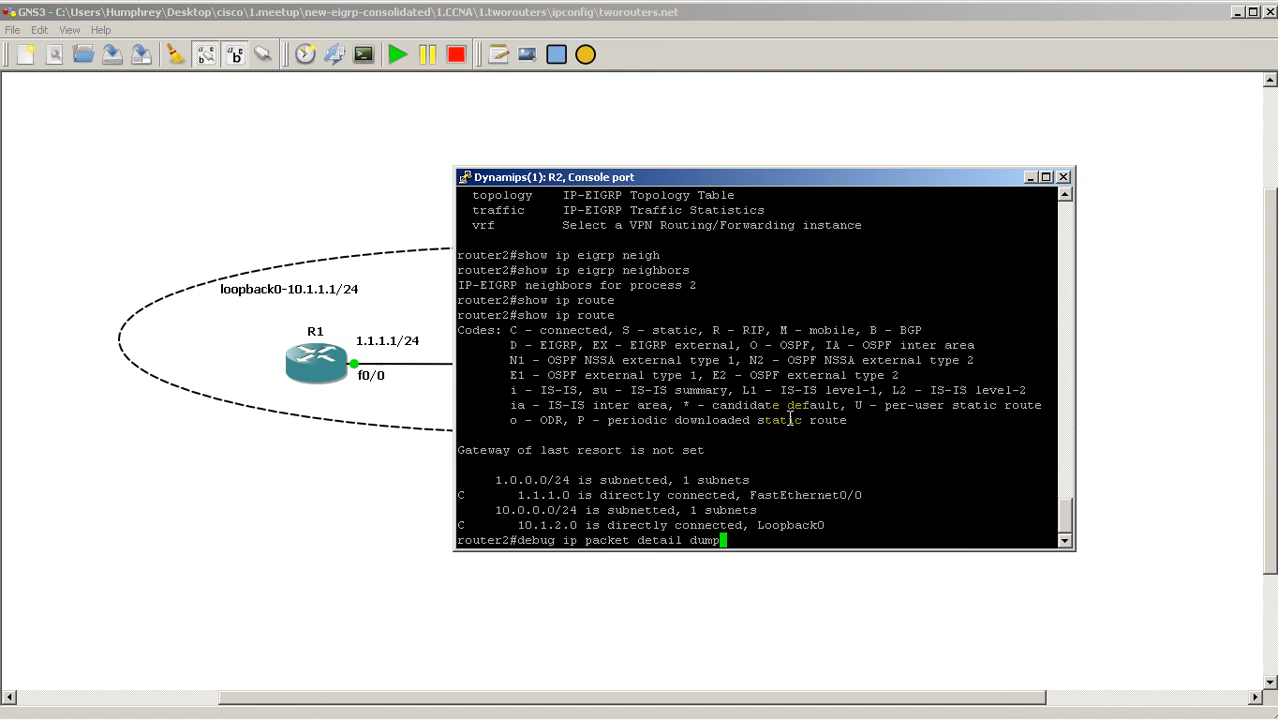 GNS3 - C:\Users\Humphrey\Desktop\cisco\1.meetup\new-eigrp-consolidated\1.CCNA\1.tworouters\ipconfig\tworouters.net
File Edit View Help
loopback0-10.1.1.1/24
R1
1.1.1.1/24
f0/0
Dynamips(1): R2, Console port
topology IP-EIGRP Topology Table
traffic IP-EIGRP Traffic Statistics
vrf Select a VPN Routing/Forwarding instance
router2#show ip eigrp neigh
router2#show ip eigrp neighbors
IP-EIGRP neighbors for process 2
router2#show ip route
router2#show ip route
Codes: C - connected, S - static, R - RIP, M - mobile, B - BGP
D - EIGRP, EX - EIGRP external, O - OSPF, IA - OSPF inter area
N1 - OSPF NSSA external type 1, N2 - OSPF NSSA external type 2
E1 - OSPF external type 1, E2 - OSPF external type 2
i - IS-IS, su - IS-IS summary, L1 - IS-IS level-1, L2 - IS-IS level-2
ia - IS-IS inter area, * - candidate default, U - per-user static route
o - ODR, P - periodic downloaded static route
Gateway of last resort is not set
1.0.0.0/24 is subnetted, 1 subnets
C 1.1.1.0 is directly connected, FastEthernet0/0
10.0.0.0/24 is subnetted, 1 subnets
C 10.1.2.0 is directly connected, Loopback0
router2#debug ip packet detail dump